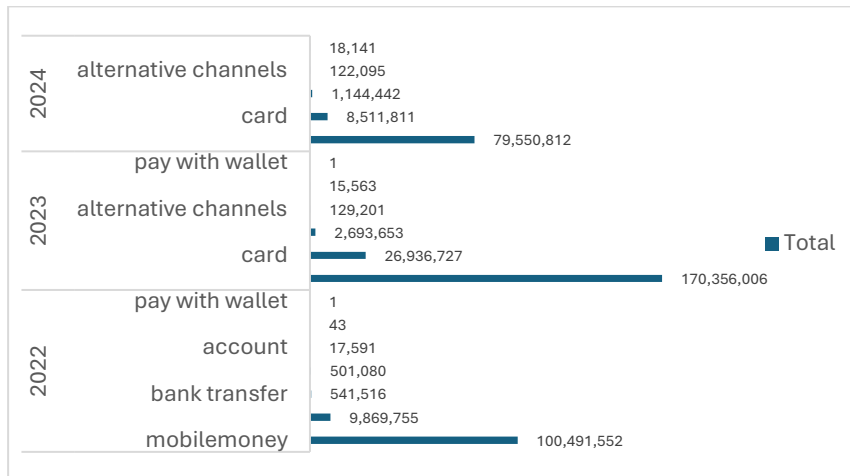 2024
18,141
alternative channels 122,095
1,144,442
card 8,511,811
79,550,812
2023
pay with wallet 1
15,563
alternative channels 129,201
2,693,653
card 26,936,727
170,356,006
Total
2022
pay with wallet 1
43
account 17,591
501,080
bank transfer 541,516
9,869,755
mobilemoney 100,491,552